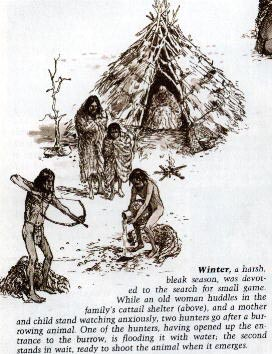 Winter, a harsh,
bleak season, was devot-
ed to the search for small game.
While an old woman huddles in the
family's cattail shelter (above), and a mother
and child stand watching anxiously, two hunters go after a bur-
rowing animal. One of the hunters, having opened up the en-
trance to the burrow, is flooding it with water; the second
stands in wait, ready to shoot the animal when it emerges.